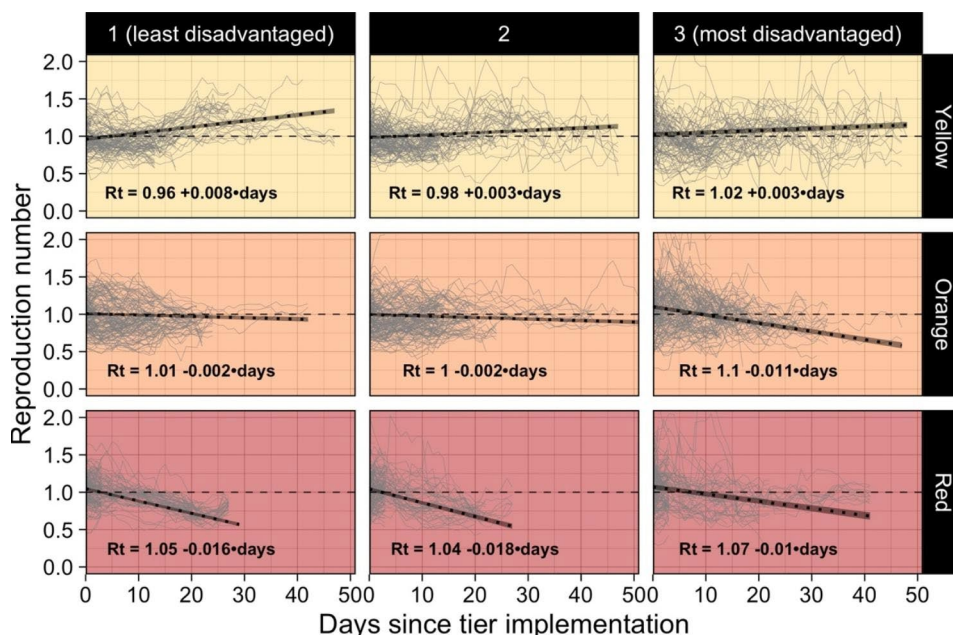 1 (least disadvantaged) 2 3 (most disadvantaged)
2.0
1.5
1.0
0.5
0.0
Rt = 0.96 +0.008•days Rt = 0.98 +0.003•days Rt = 1.02 +0.003•days
Yellow
2.0
1.5
1.0
0.5
0.0
Rt = 1.01 -0.002•days Rt = 1 -0.002•days Rt = 1.1 -0.011•days
Orange
2.0
1.5
1.0
0.5
0.0
Rt = 1.05 -0.016•days Rt = 1.04 -0.018•days Rt = 1.07 -0.01•days
Red
Reproduction number
0 10 20 30 40 50 0 10 20 30 40 50 0 10 20 30 40 50
Days since tier implementation